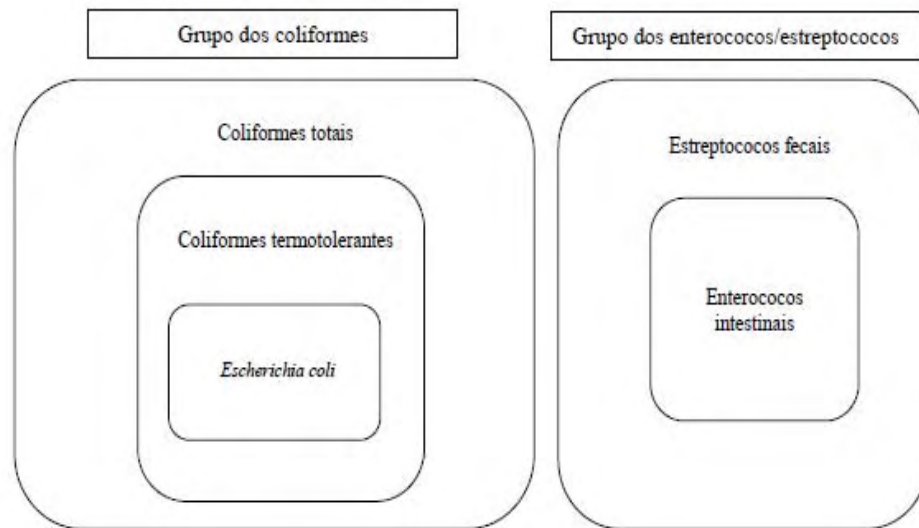 Grupo dos coliformes
Grupo dos enterococos/estreptococos
Coliformes totais
Coliformes termotolerantes
Escherichia coli
Estreptococos fecais
Enterococos
intestinais